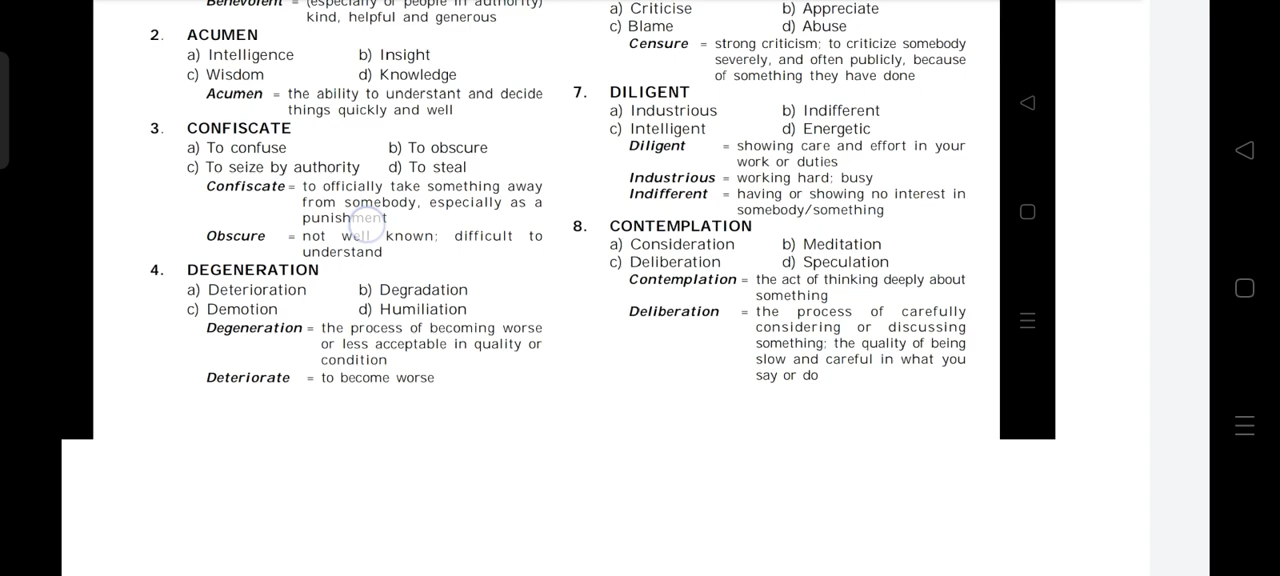 Benevolent = (especially of people in authority)
kind, helpful and generous
2. ACUMEN
a) Intelligence b) Insight
c) Wisdom d) Knowledge
Acumen = the ability to understant and decide
things quickly and well
3. CONFISCATE
a) To confuse b) To obscure
c) To seize by authority d) To steal
Confiscate = to officially take something away
from somebody, especially as a
punishment
Obscure = not well known; difficult to
understand
4. DEGENERATION
a) Deterioration b) Degradation
c) Demotion d) Humiliation
Degeneration = the process of becoming worse
or less acceptable in quality or
condition
Deteriorate = to become worse
a) Criticise b) Appreciate
c) Blame d) Abuse
Censure = strong criticism; to criticize somebody
severely, and often publicly, because
of something they have done
7. DILIGENT
a) Industrious b) Indifferent
c) Intelligent d) Energetic
Diligent = showing care and effort in your
work or duties
Industrious = working hard; busy
Indifferent = having or showing no interest in
somebody/something
8. CONTEMPLATION
a) Consideration b) Meditation
c) Deliberation d) Speculation
Contemplation = the act of thinking deeply about
something
Deliberation = the process of carefully
considering or discussing
something; the quality of being
slow and careful in what you
say or do